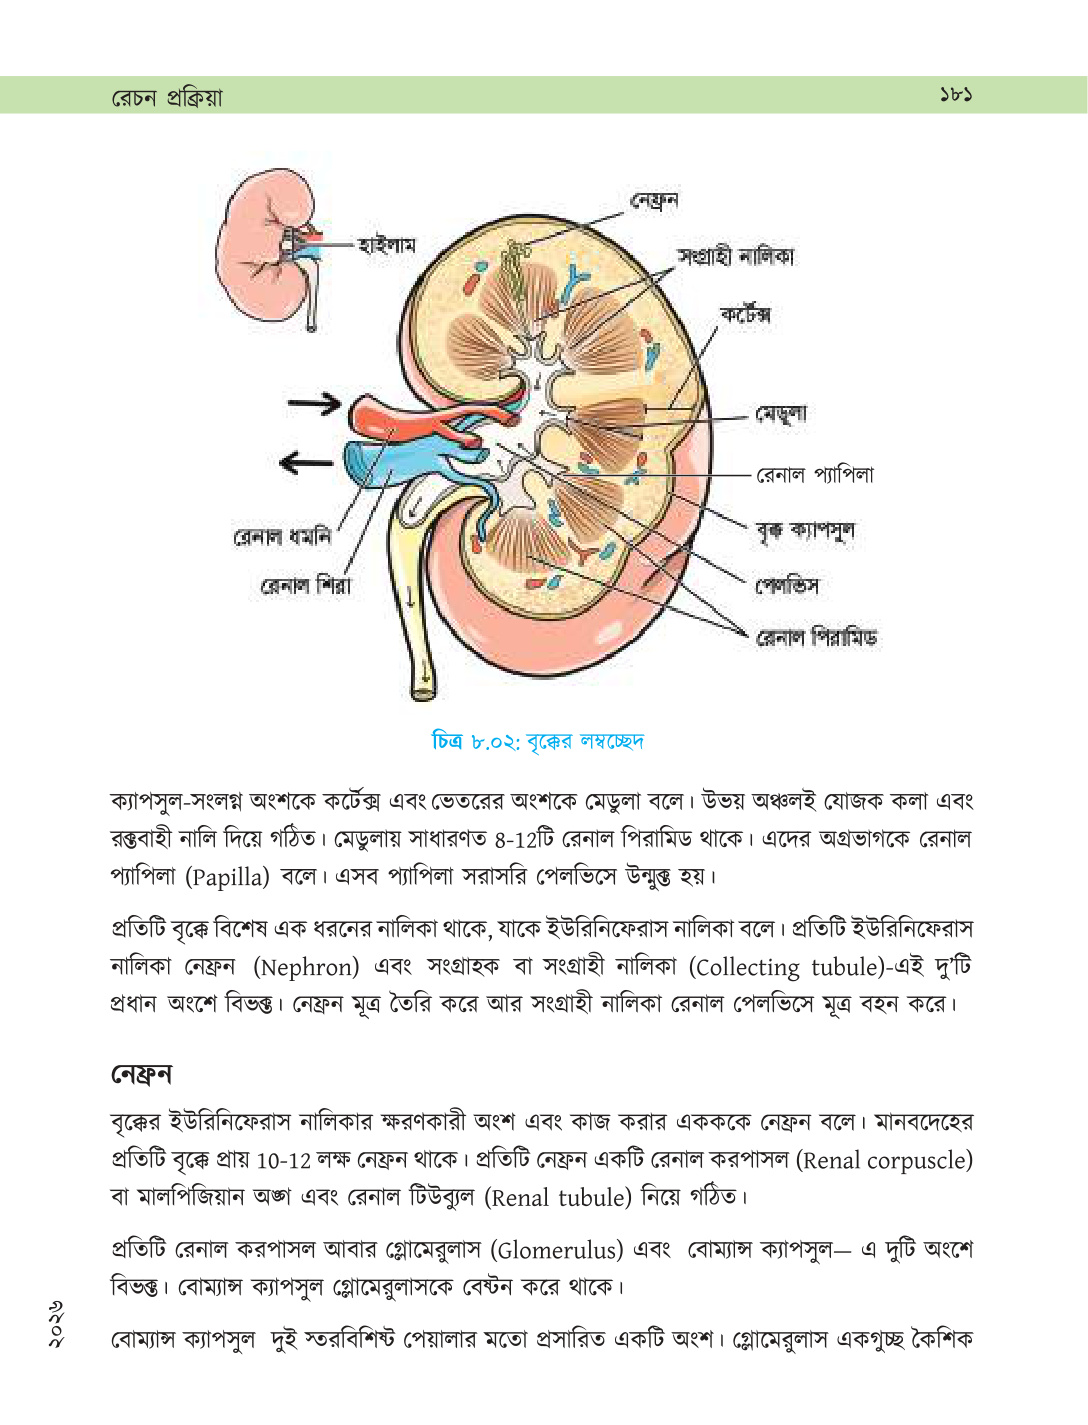 রেচন প্রক্রিয়া ১৮১
নেফ্রন
হাইলাম
সংগ্রাহী নালিকা
কর্টেক্স
মেডুলা
রেনাল প্যাপিলা
বৃক্ক ক্যাপসুল
রেনাল ধমনি
রেনাল শিরা
পেলভিস
রেনাল পিরামিড
চিত্র ৮.০২: বৃক্কের লম্বচ্ছেদ
ক্যাপসুল-সংলগ্ন অংশকে কর্টেক্স এবং ভেতরের অংশকে মেডুলা বলে। উভয় অঞ্চলই যোজক কলা এবং
রক্তবাহী নালি দিয়ে গঠিত। মেডুলায় সাধারণত 8-12টি রেনাল পিরামিড থাকে। এদের অগ্রভাগকে রেনাল
প্যাপিলা (Papilla) বলে। এসব প্যাপিলা সরাসরি পেলভিসে উন্মুক্ত হয়।
প্রতিটি বৃক্কে বিশেষ এক ধরনের নালিকা থাকে, যাকে ইউরিনিফেরাস নালিকা বলে। প্রতিটি ইউরিনিফেরাস
নালিকা নেফ্রন (Nephron) এবং সংগ্রাহক বা সংগ্রাহী নালিকা (Collecting tubule)-এই দু’টি
প্রধান অংশে বিভক্ত। নেফ্রন মূত্র তৈরি করে আর সংগ্রাহী নালিকা রেনাল পেলভিসে মূত্র বহন করে।
নেফ্রন
বৃক্কের ইউরিনিফেরাস নালিকার ক্ষরণকারী অংশ এবং কাজ করার একককে নেফ্রন বলে। মানবদেহের
প্রতিটি বৃক্কে প্রায় 10-12 লক্ষ নেফ্রন থাকে। প্রতিটি নেফ্রন একটি রেনাল করপাসল (Renal corpuscle)
বা মালপিজিয়ান অঙ্গ এবং রেনাল টিউব্যুল (Renal tubule) নিয়ে গঠিত।
প্রতিটি রেনাল করপাসল আবার গ্লোমেরুলাস (Glomerulus) এবং বোম্যান্স ক্যাপসুল— এ দুটি অংশে
বিভক্ত। বোম্যান্স ক্যাপসুল গ্লোমেরুলাসকে বেষ্টন করে থাকে।
বোম্যান্স ক্যাপসুল দুই স্তরবিশিষ্ট পেয়ালার মতো প্রসারিত একটি অংশ। গ্লোমেরুলাস একগুচ্ছ কৈশিক
২০২৬